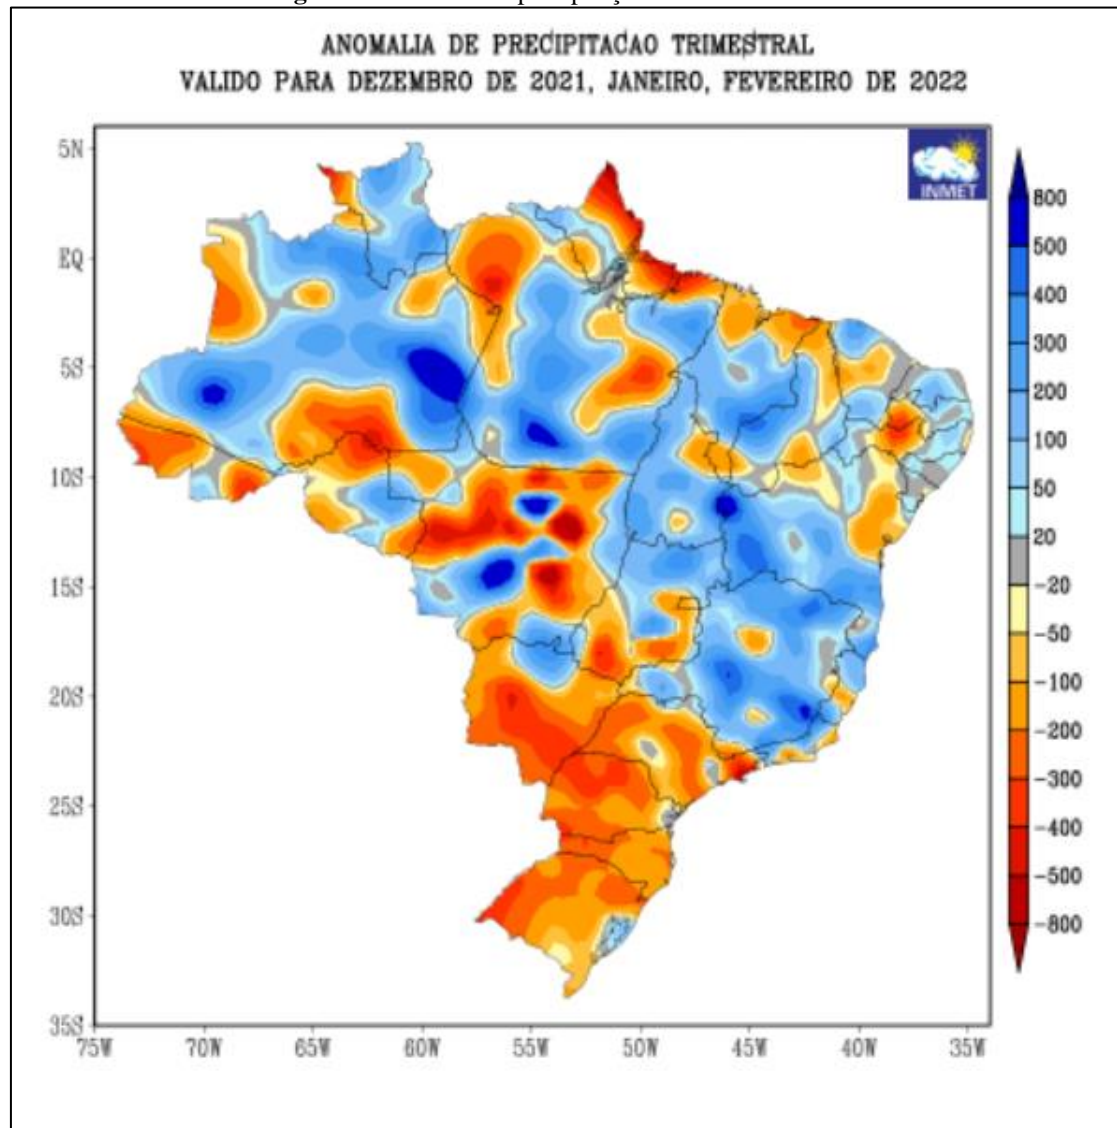 ANOMALIA DE PRECIPITACAO TRIMESTRAL
VALIDO PARA DEZEMBRO DE 2021, JANEIRO, FEVEREIRO DE 2022
INMET
5N
EQ
5S
10S
15S
20S
25S
30S
35S
75W
70W
65W
60W
55W
50W
45W
40W
35W
800
500
400
300
200
100
50
20
-20
-50
-100
-200
-300
-400
-500
-800